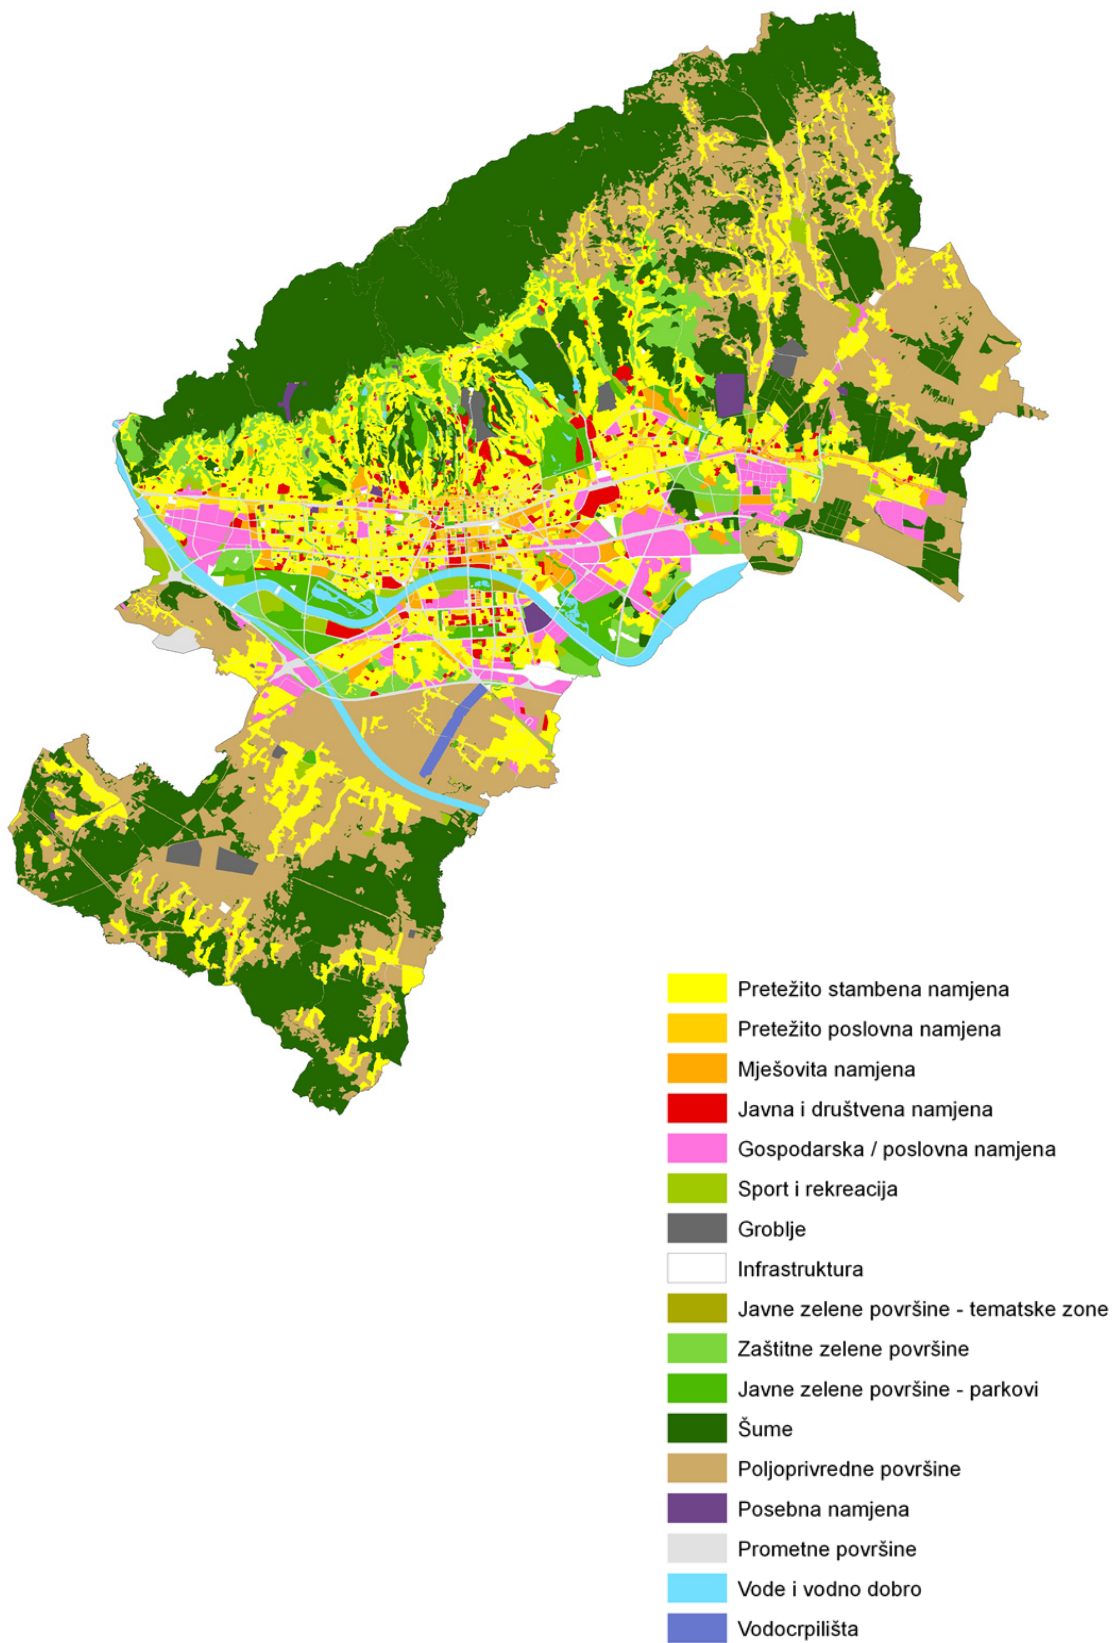 Pretežito stambena namjena
Pretežito poslovna namjena
Mješovita namjena
Javna i društvena namjena
Gospodarska / poslovna namjena
Sport i rekreacija
Groblje
Infrastruktura
Javne zelene površine - tematske zone
Zaštitne zelene površine
Javne zelene površine - parkovi
Šume
Poljoprivredne površine
Posebna namjena
Prometne površine
Vode i vodno dobro
Vodocrpilišta